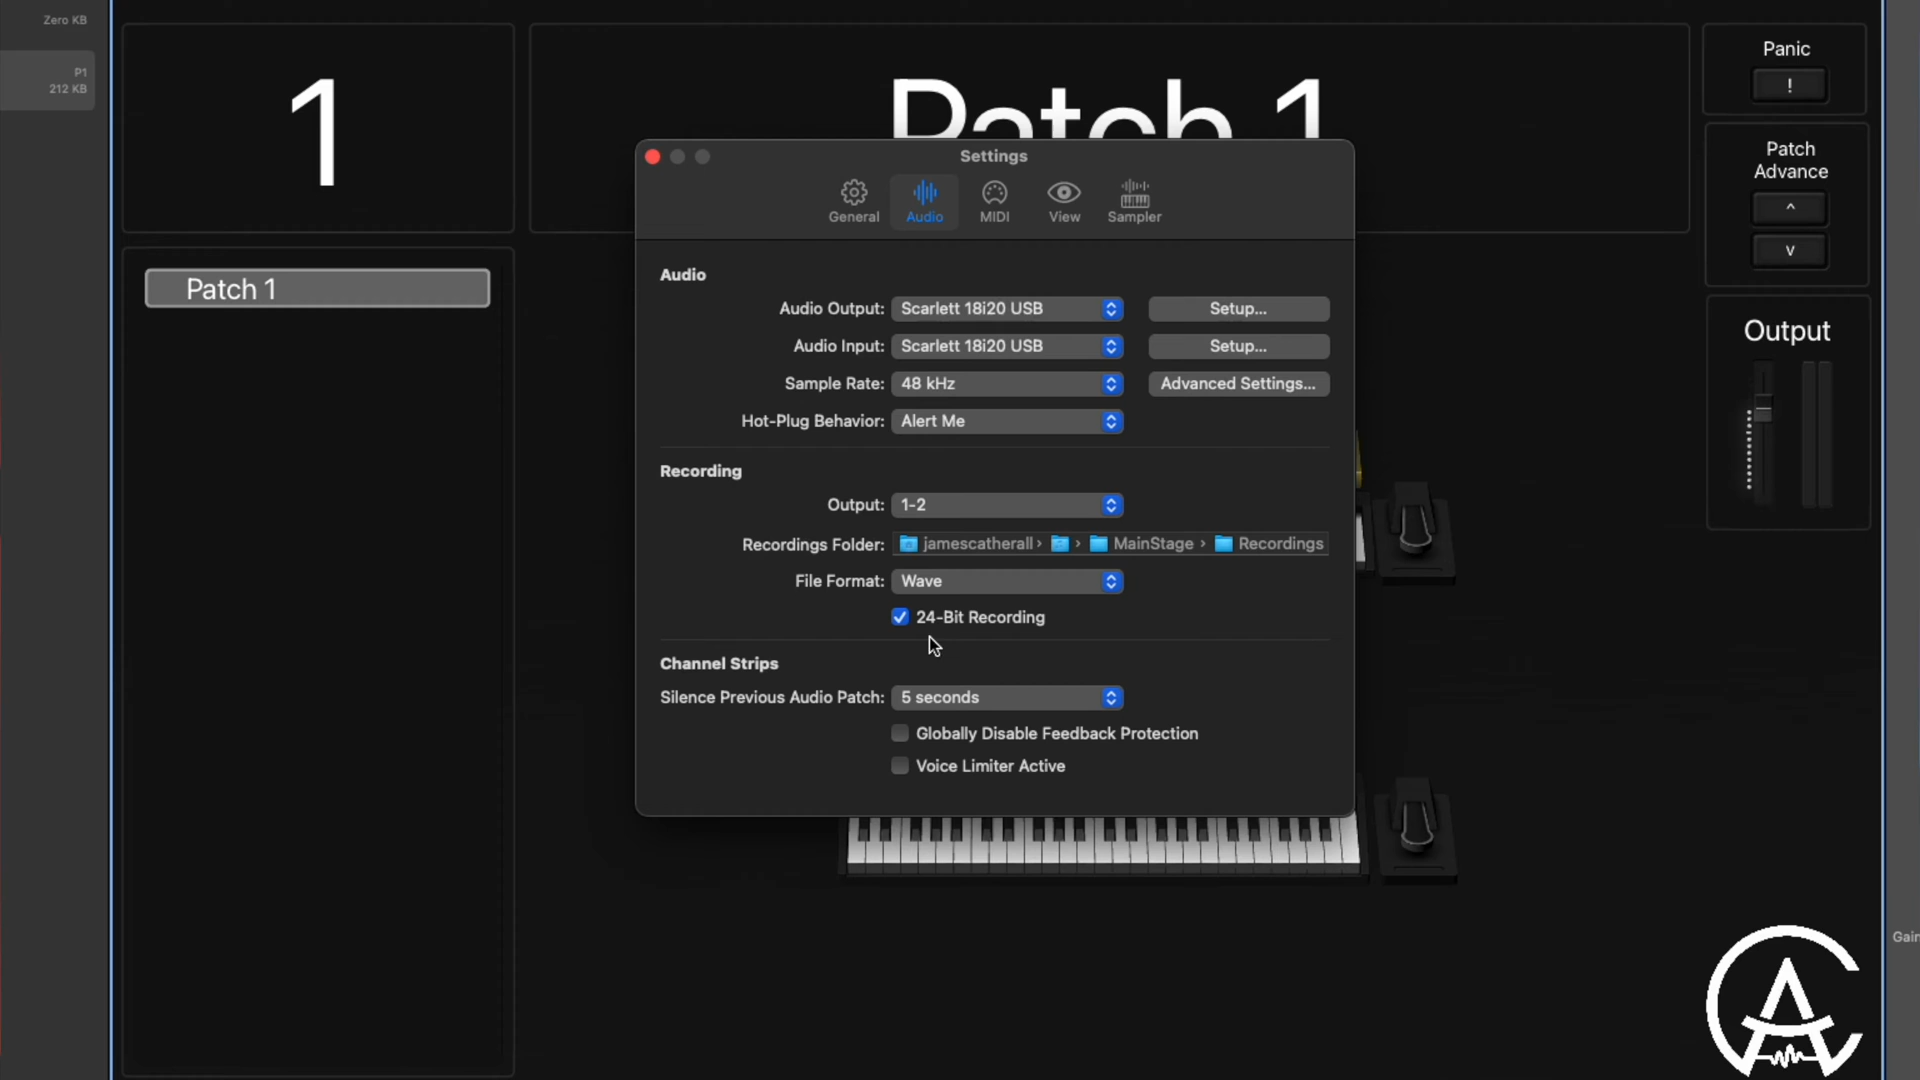 Zero KB
P1
212 KB
1
Patch 1
Panic
!
Patch
Advance
^
v
Output
Patch 1
Settings
General
Audio
MIDI
View
Sampler
Audio
Audio Output: Scarlett 18i20 USB Setup...
Audio Input: Scarlett 18i20 USB Setup...
Sample Rate: 48 kHz Advanced Settings...
Hot-Plug Behavior: Alert Me
Recording
Output: 1-2
Recordings Folder: jamescatherall › › MainStage › Recordings
File Format: Wave
24-Bit Recording
Channel Strips
Silence Previous Audio Patch: 5 seconds
Globally Disable Feedback Protection
Voice Limiter Active
Gain
CA